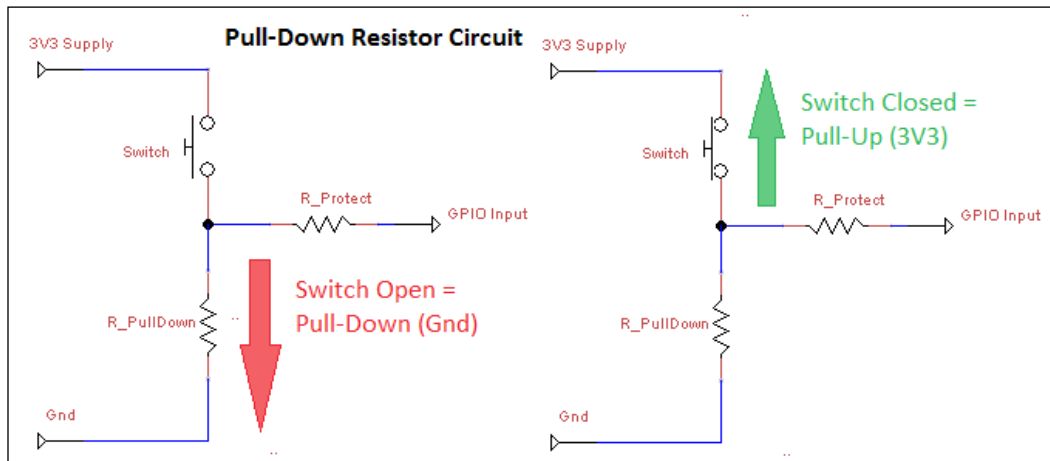 Pull-Down Resistor Circuit
3V3 Supply
Switch
R_Protect
GPIO Input
Switch Open =
Pull-Down (Gnd)
R_PullDown
Gnd
3V3 Supply
Switch Closed =
Pull-Up (3V3)
Switch
R_Protect
GPIO Input
R_PullDown
Gnd